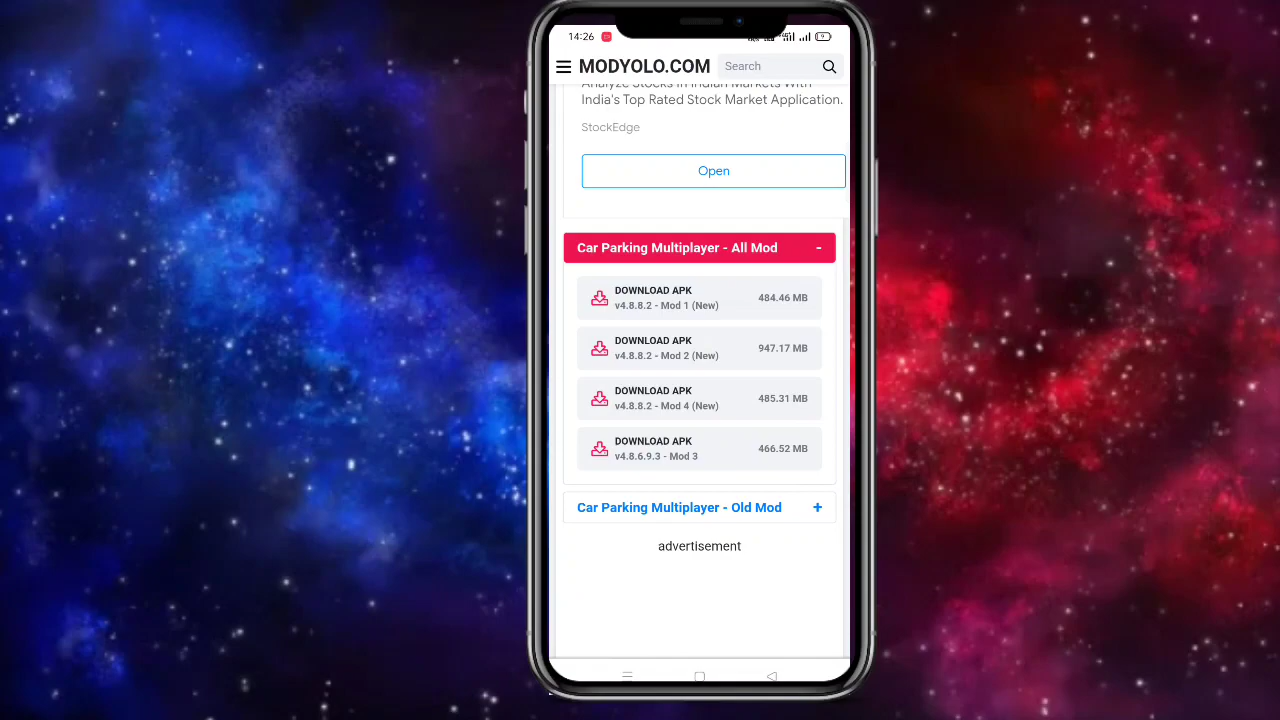 14:26
MODYOLO.COM
Search
Analyze Stocks In Indian Markets With
India's Top Rated Stock Market Application.
StockEdge
Open
Car Parking Multiplayer - All Mod -
DOWNLOAD APK
v4.8.8.2 - Mod 1 (New)
484.46 MB
DOWNLOAD APK
v4.8.8.2 - Mod 2 (New)
947.17 MB
DOWNLOAD APK
v4.8.8.2 - Mod 4 (New)
485.31 MB
DOWNLOAD APK
v4.8.6.9.3 - Mod 3
466.52 MB
Car Parking Multiplayer - Old Mod +
advertisement